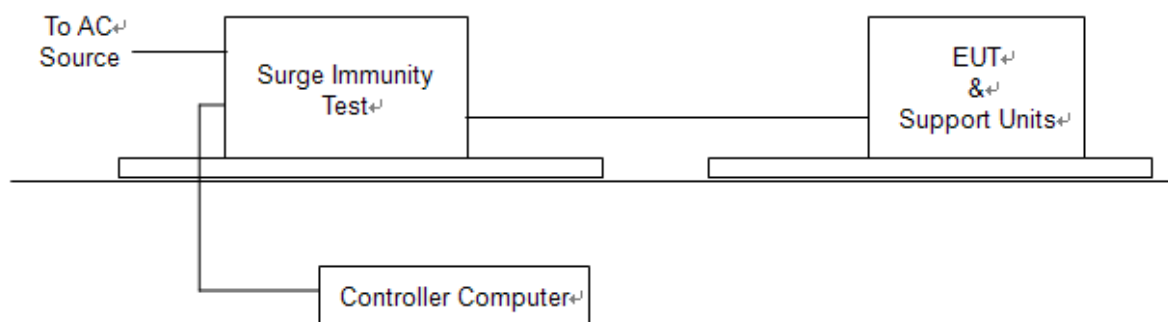 To AC↵
Source
Surge Immunity
Test↵
EUT↵
&↵
Support Units↵
Controller Computer↵